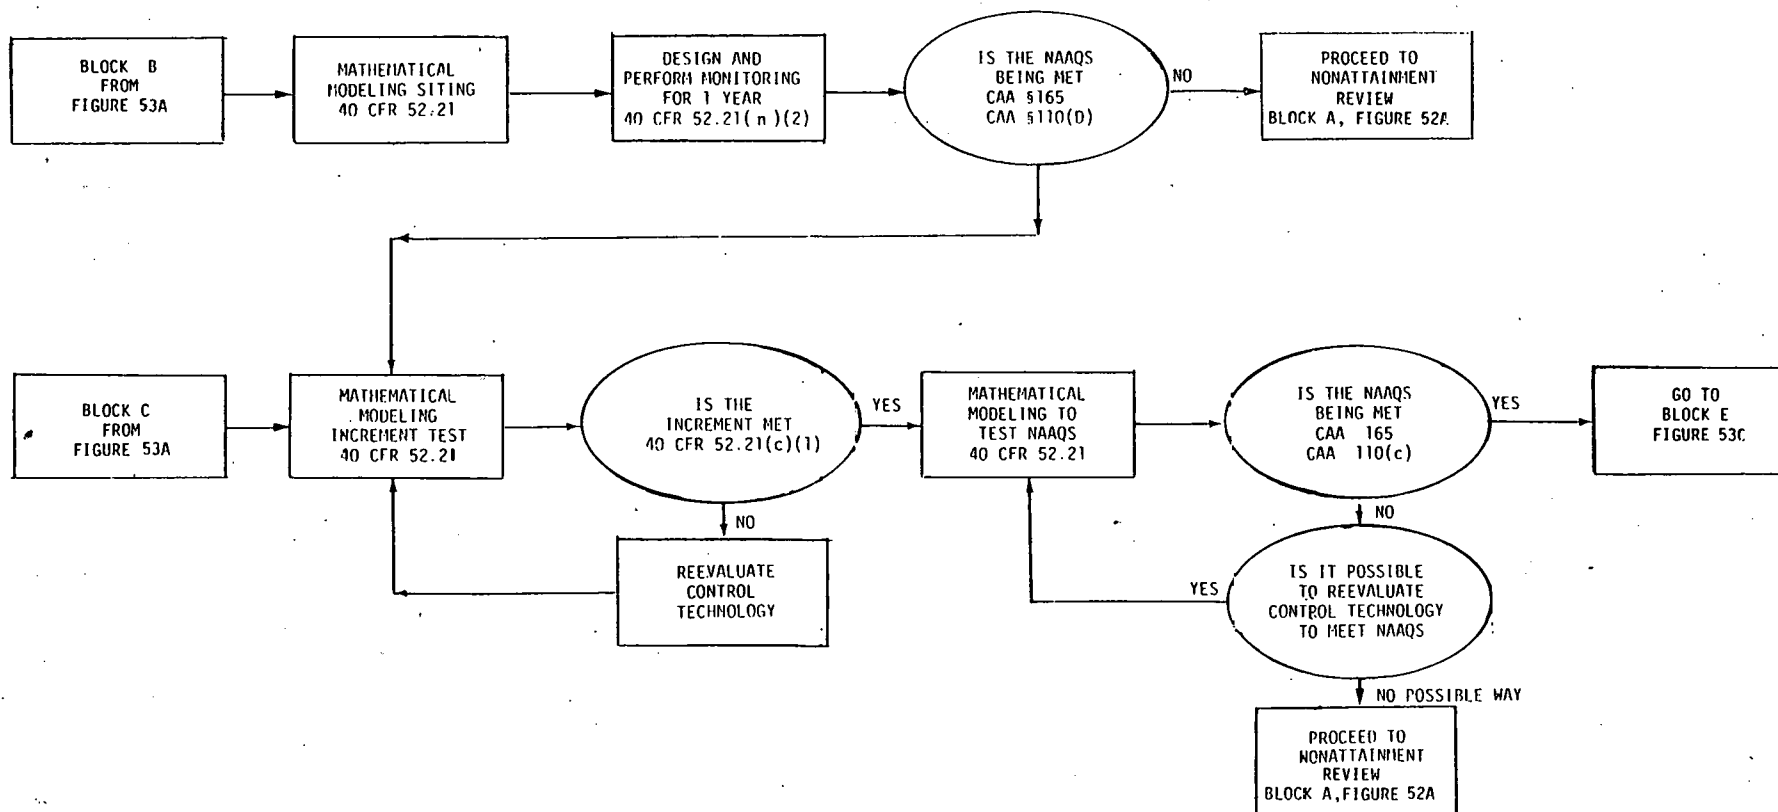 BLOCK B
FROM
FIGURE 53A
MATHEMATICAL
MODELING SITING
40 CFR 52.21
DESIGN AND
PERFORM MONITORING
FOR 1 YEAR
40 CFR 52.21(n)(2)
IS THE NAAQS
BEING MET
CAA §165
CAA §110(D)
NO
PROCEED TO
NONATTAINMENT
REVIEW
BLOCK A, FIGURE 52A
BLOCK C
FROM
FIGURE 53A
MATHEMATICAL
MODELING
INCREMENT TEST
40 CFR 52.21
IS THE
INCREMENT MET
40 CFR 52.21(c)(1)
YES
MATHEMATICAL
MODELING TO
TEST NAAQS
40 CFR 52.21
IS THE NAAQS
BEING MET
CAA 165
CAA 110(c)
YES
GO TO
BLOCK E
FIGURE 53C
NO
REEVALUATE
CONTROL
TECHNOLOGY
NO
IS IT POSSIBLE
TO REEVALUATE
CONTROL TECHNOLOGY
TO MEET NAAQS
YES
NO POSSIBLE WAY
PROCEED TO
NONATTAINMENT
REVIEW
BLOCK A, FIGURE 52A